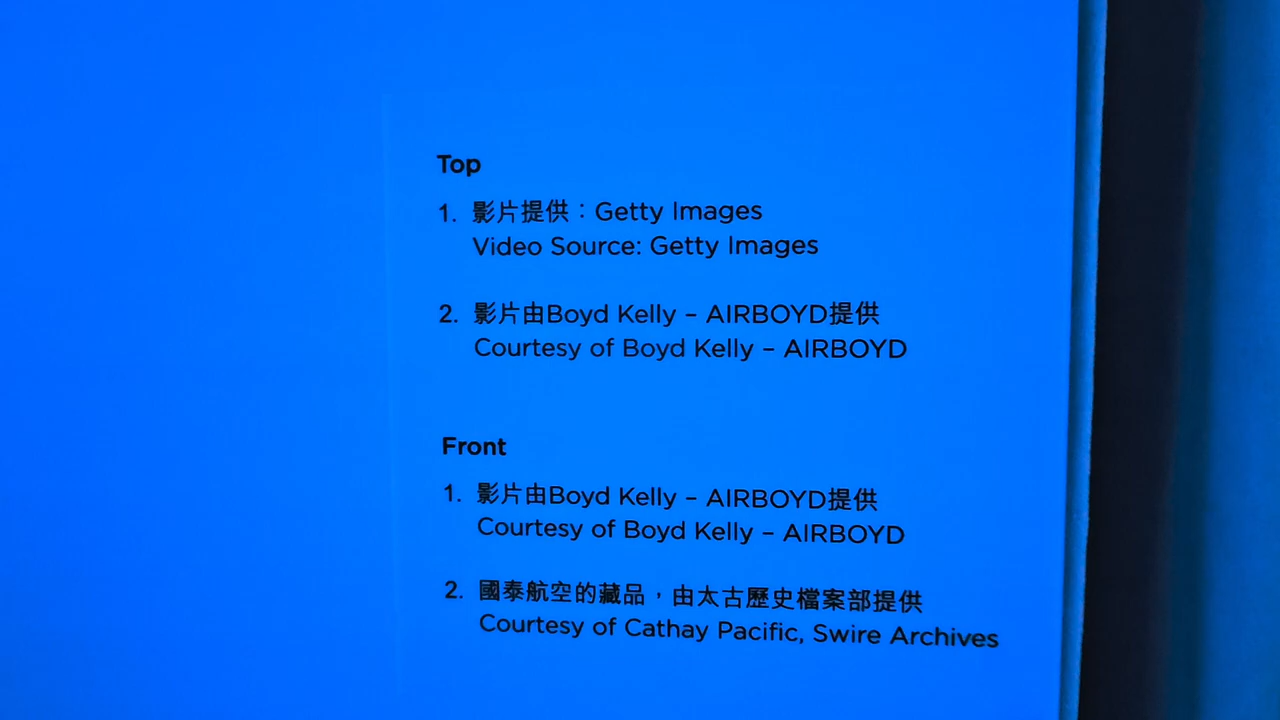 Top
1. 影片提供：Getty Images
Video Source: Getty Images
2. 影片由Boyd Kelly – AIRBOYD提供
Courtesy of Boyd Kelly – AIRBOYD
Front
1. 影片由Boyd Kelly – AIRBOYD提供
Courtesy of Boyd Kelly – AIRBOYD
2. 國泰航空的藏品，由太古歷史檔案部提供
Courtesy of Cathay Pacific, Swire Archives